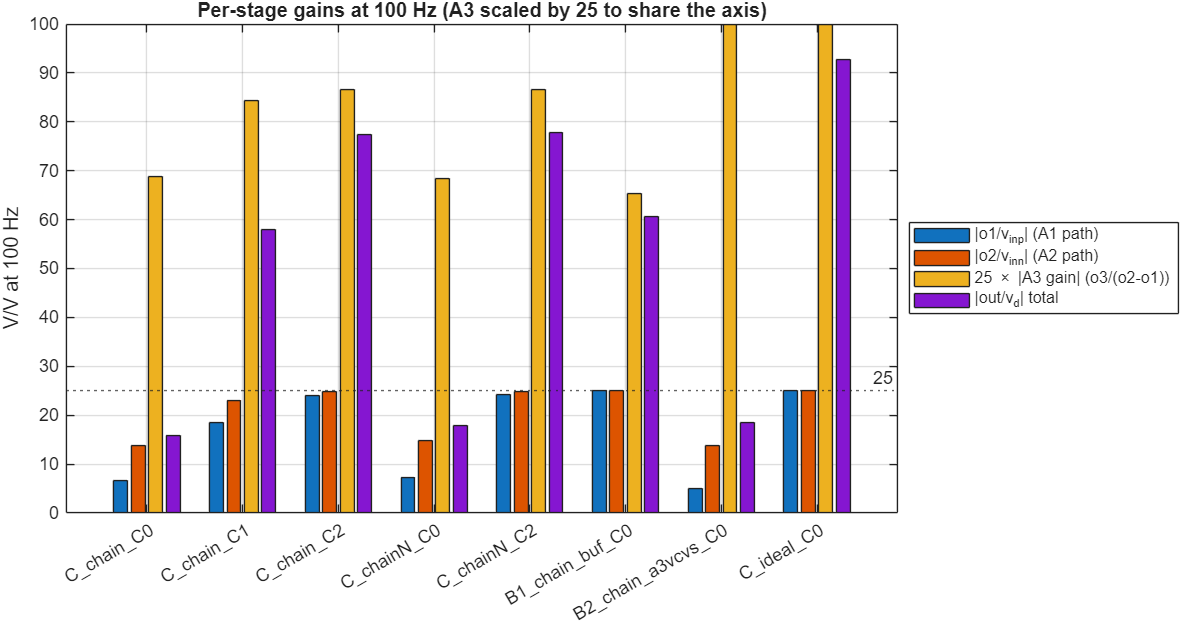 Per-stage gains at 100 Hz (A3 scaled by 25 to share the axis)
V/V at 100 Hz
100
90
80
70
60
50
40
30
20
10
0
25
C_chain_C0
C_chain_C1
C_chain_C2
C_chainN_C0
C_chainN_C2
B1_chain_buf_C0
B2_chain_a3vcvs_C0
C_ideal_C0
|o1/v_inp| (A1 path)
|o2/v_inn| (A2 path)
25 × |A3 gain| (o3/(o2-o1))
|out/v_d| total